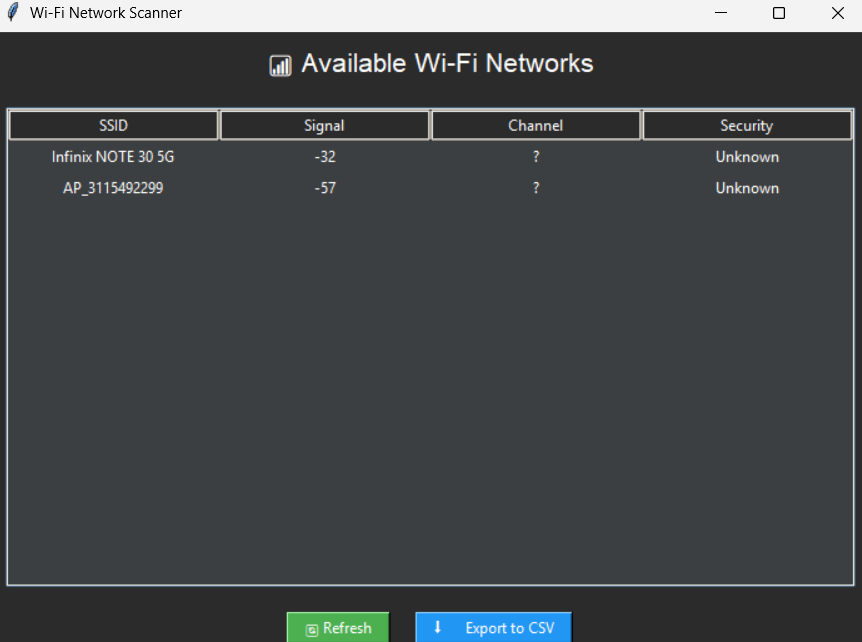 Wi-Fi Network Scanner
Available Wi-Fi Networks
SSID Signal Channel Security
Infinix NOTE 30 5G -32 ? Unknown
AP_3115492299 -57 ? Unknown
Refresh Export to CSV